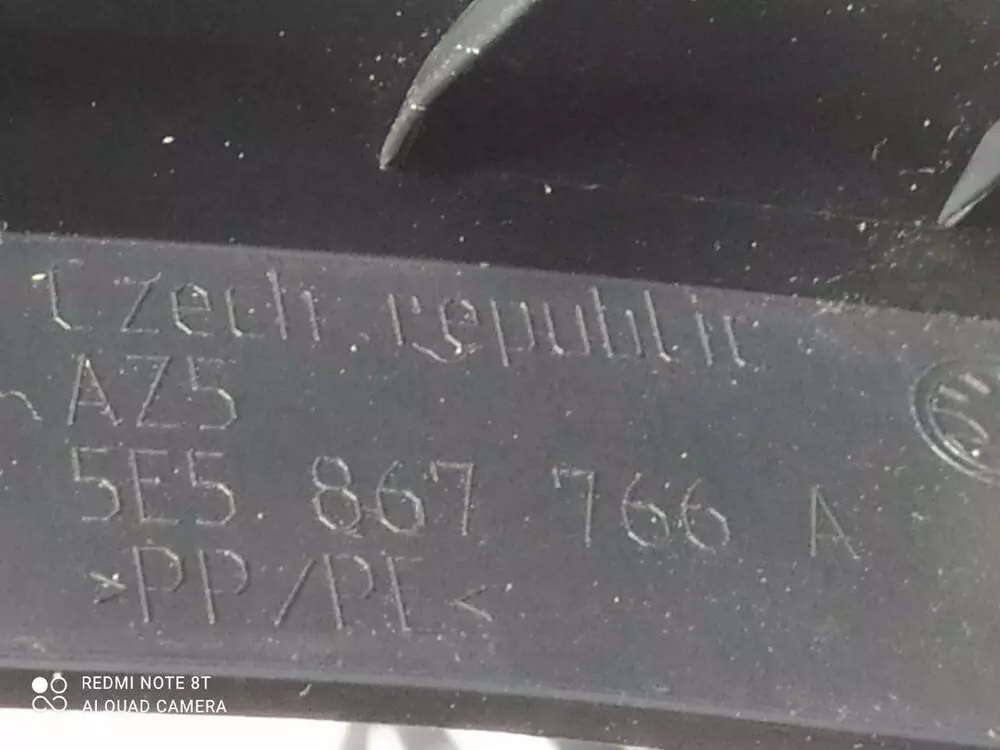 Czech republic
AZ5
5E5 867 766 A
>PP/PE<
REDMI NOTE 8T
AI QUAD CAMERA